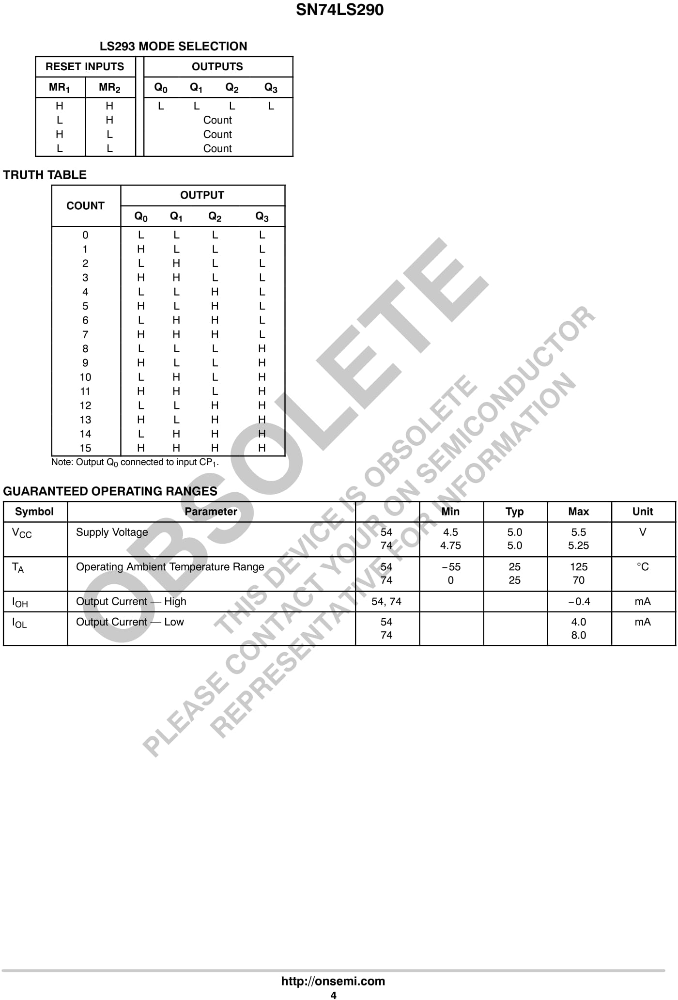 SN74LS290
LS293 MODE SELECTION
RESET INPUTS OUTPUTS
MR1 MR2 Q0 Q1 Q2 Q3
H H L L L L
L H Count
H L Count
L L Count
TRUTH TABLE
COUNT OUTPUT
Q0 Q1 Q2 Q3
0 L L L L
1 H L L L
2 L H L L
3 H H L L
4 L L H L
5 H L H L
6 L H H L
7 H H H L
8 L L L H
9 H L L H
10 L H L H
11 H H L H
12 L L H H
13 H L H H
14 L H H H
15 H H H H
Note: Output Q0 connected to input CP1.
GUARANTEED OPERATING RANGES
Symbol Parameter Min Typ Max Unit
VCC Supply Voltage 54 4.5 5.0 5.5 V
74 4.75 5.0 5.25
TA Operating Ambient Temperature Range 54 −55 25 125 °C
74 0 25 70
IOH Output Current — High 54, 74 −0.4 mA
IOL Output Current — Low 54 4.0 mA
74 8.0
OBSOLETE
THIS DEVICE IS OBSOLETE
PLEASE CONTACT YOUR ON SEMICONDUCTOR
REPRESENTATIVE FOR INFORMATION
http://onsemi.com
4